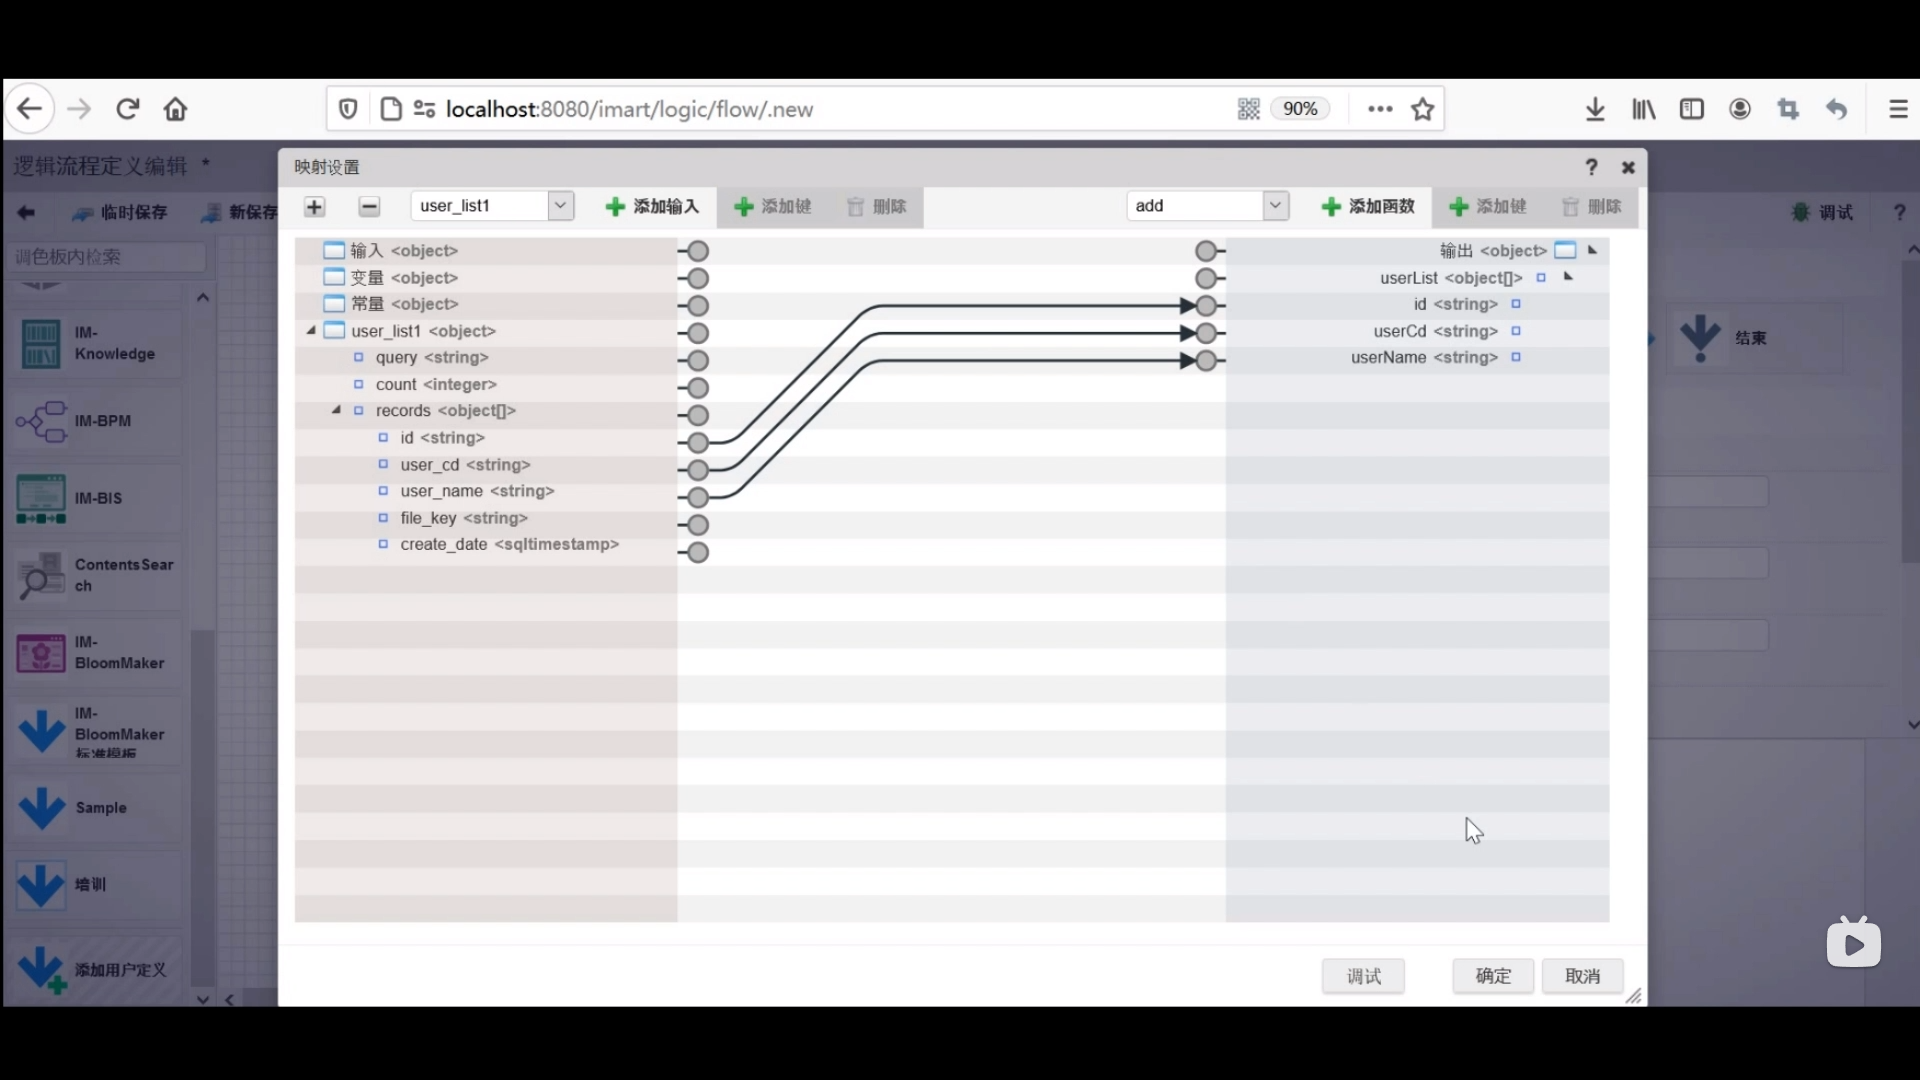 localhost:8080/imart/logic/flow/.new
90%
逻辑流程定义编辑 *
映射设置
?
临时保存
新保存
user_list1
添加输入
添加键
删除
add
添加函数
添加键
删除
调试
?
调色板内检索
IM-
Knowledge
IM-BPM
IM-BIS
ContentsSear
ch
IM-
BloomMaker
IM-
BloomMaker
标准模板
Sample
培训
添加用户定义
输入 <object>
变量 <object>
常量 <object>
user_list1 <object>
query <string>
count <integer>
records <object[]>
id <string>
user_cd <string>
user_name <string>
file_key <string>
create_date <sqltimestamp>
输出 <object>
userList <object[]>
id <string>
userCd <string>
userName <string>
结束
调试
确定
取消